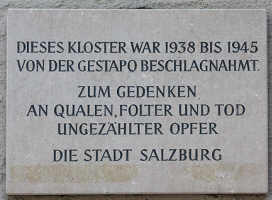 DIESES KLOSTER WAR 1938 BIS 1945
VON DER GESTAPO BESCHLAGNAHMT.
ZUM GEDENKEN
AN QUALEN, FOLTER UND TOD
UNGEZÄHLTER OPFER
DIE STADT SALZBURG